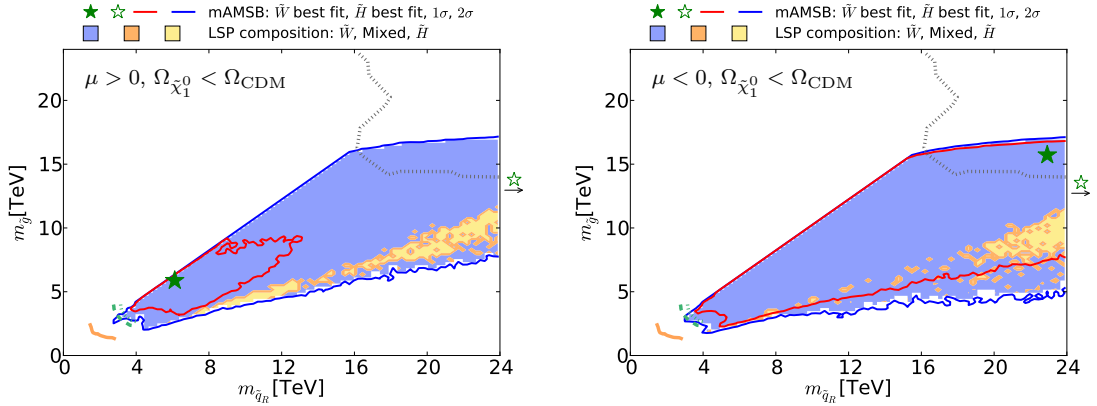 mAMSB: W̃ best fit, H̃ best fit, 1σ, 2σ
LSP composition: W̃, Mixed, H̃
μ > 0, Ω_χ̃₁⁰ < Ω_CDM
20
15
10
5
0
m_g̃ [TeV]
0 4 8 12 16 20 24
m_q̃_R [TeV]
mAMSB: W̃ best fit, H̃ best fit, 1σ, 2σ
LSP composition: W̃, Mixed, H̃
μ < 0, Ω_χ̃₁⁰ < Ω_CDM
20
15
10
5
0
m_g̃ [TeV]
0 4 8 12 16 20 24
m_q̃_R [TeV]